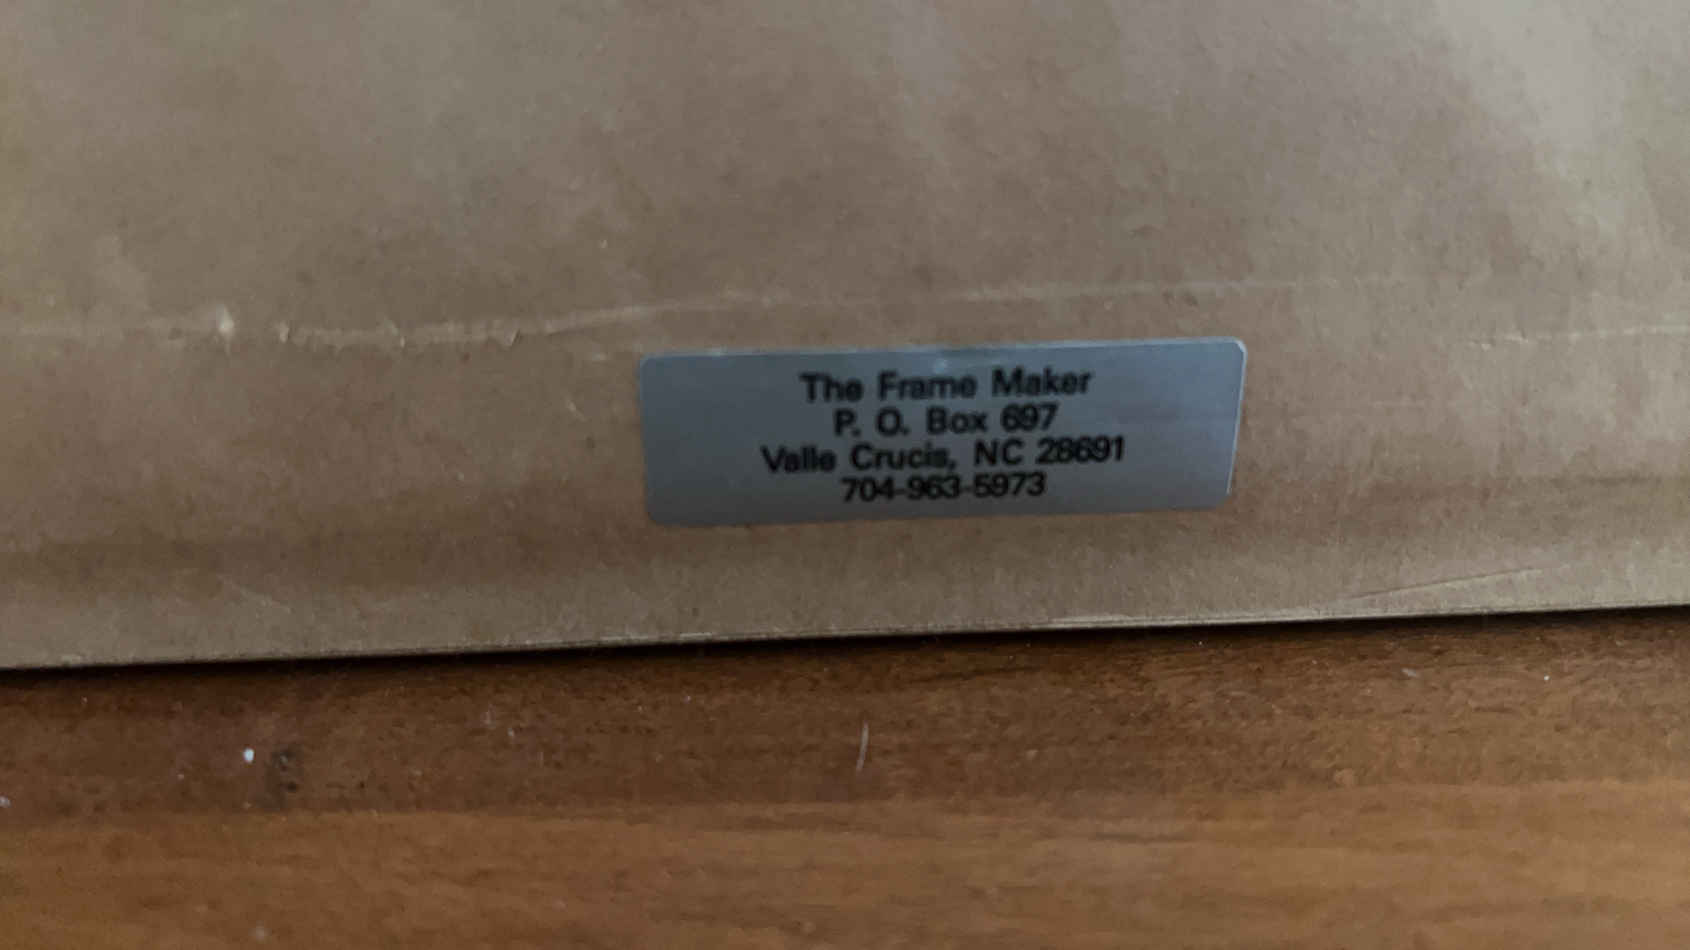 The Frame Maker
P. O. Box 697
Valle Crucis, NC 28691
704-963-5973